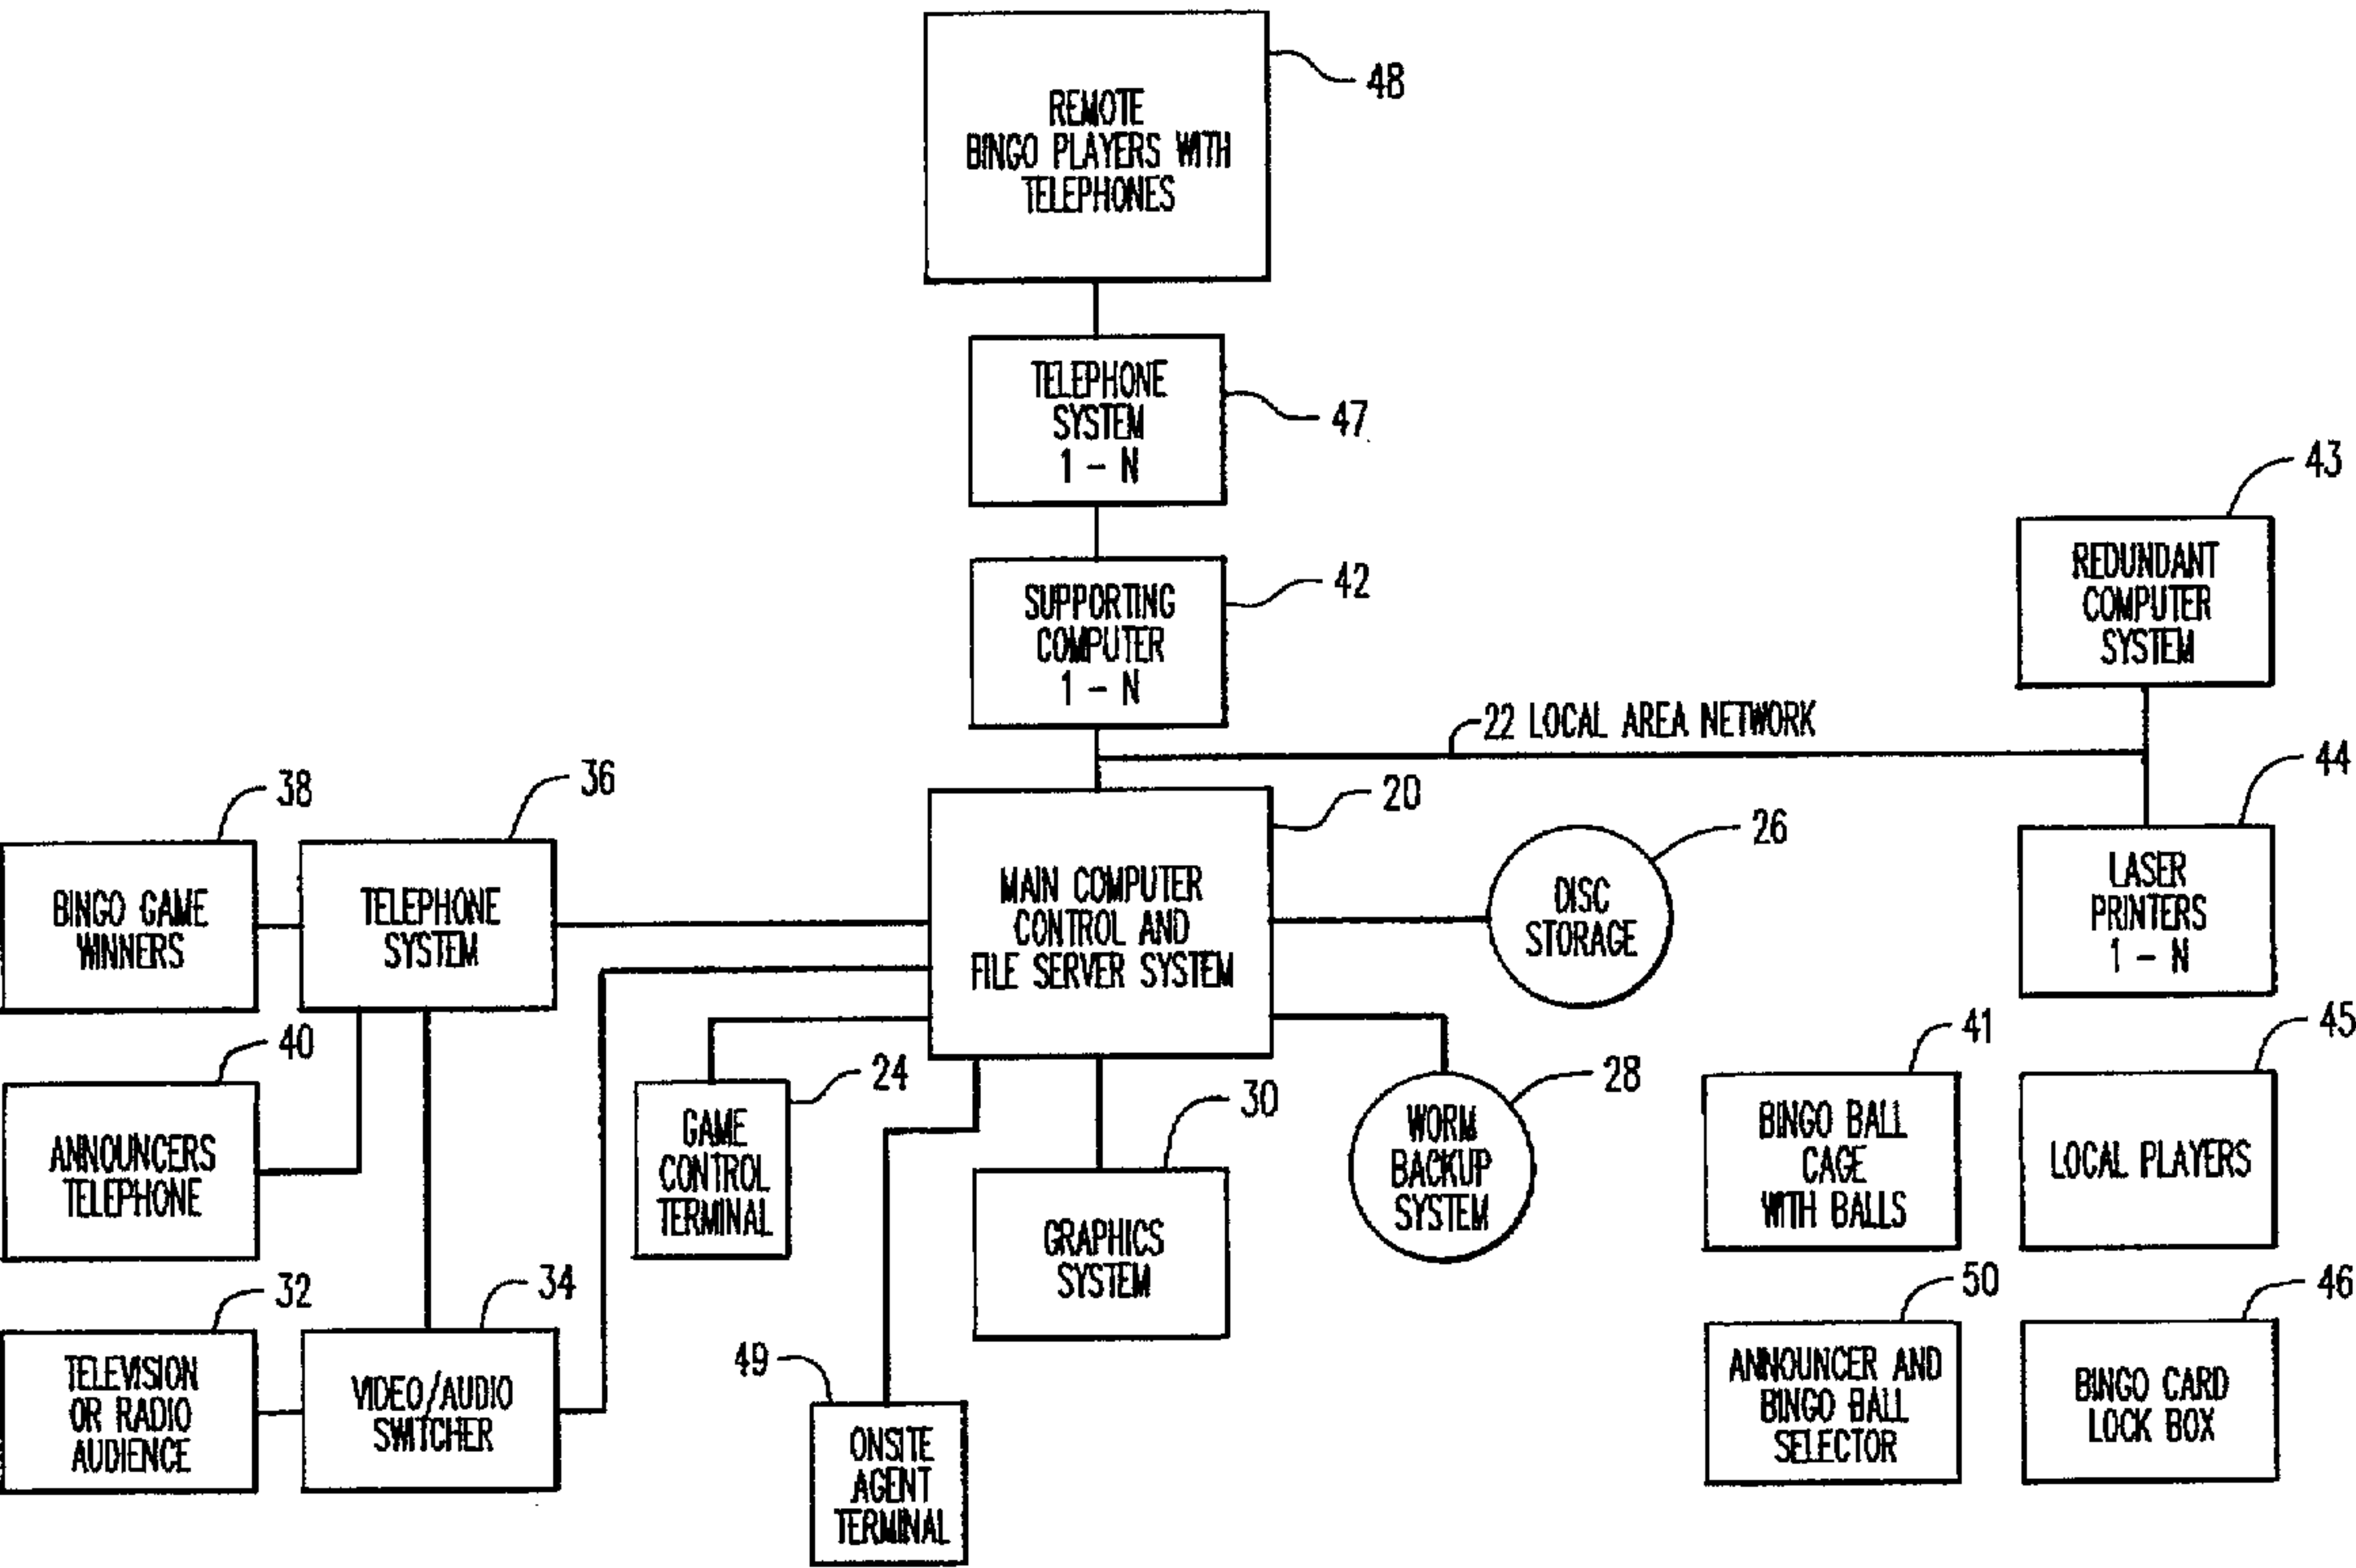 REMOTE
BINGO PLAYERS WITH
TELEPHONES
48
TELEPHONE
SYSTEM
1 - N
47
SUPPORTING
COMPUTER
1 - N
42
REDUNDANT
COMPUTER
SYSTEM
43
22 LOCAL AREA NETWORK
LASER
PRINTERS
1 - N
44
BINGO GAME
WINNERS
38
TELEPHONE
SYSTEM
36
MAIN COMPUTER
CONTROL AND
FILE SERVER SYSTEM
20
DISC
STORAGE
26
ANNOUNCERS
TELEPHONE
40
GAME
CONTROL
TERMINAL
24
GRAPHICS
SYSTEM
30
WORM
BACKUP
SYSTEM
28
BINGO BALL
CAGE
WITH BALLS
41
LOCAL PLAYERS
45
TELEVISION
OR RADIO
AUDIENCE
32
VIDEO/AUDIO
SWITCHER
34
ONSITE
AGENT
TERMINAL
49
ANNOUNCER AND
BINGO BALL
SELECTOR
50
BINGO CARD
LOCK BOX
46